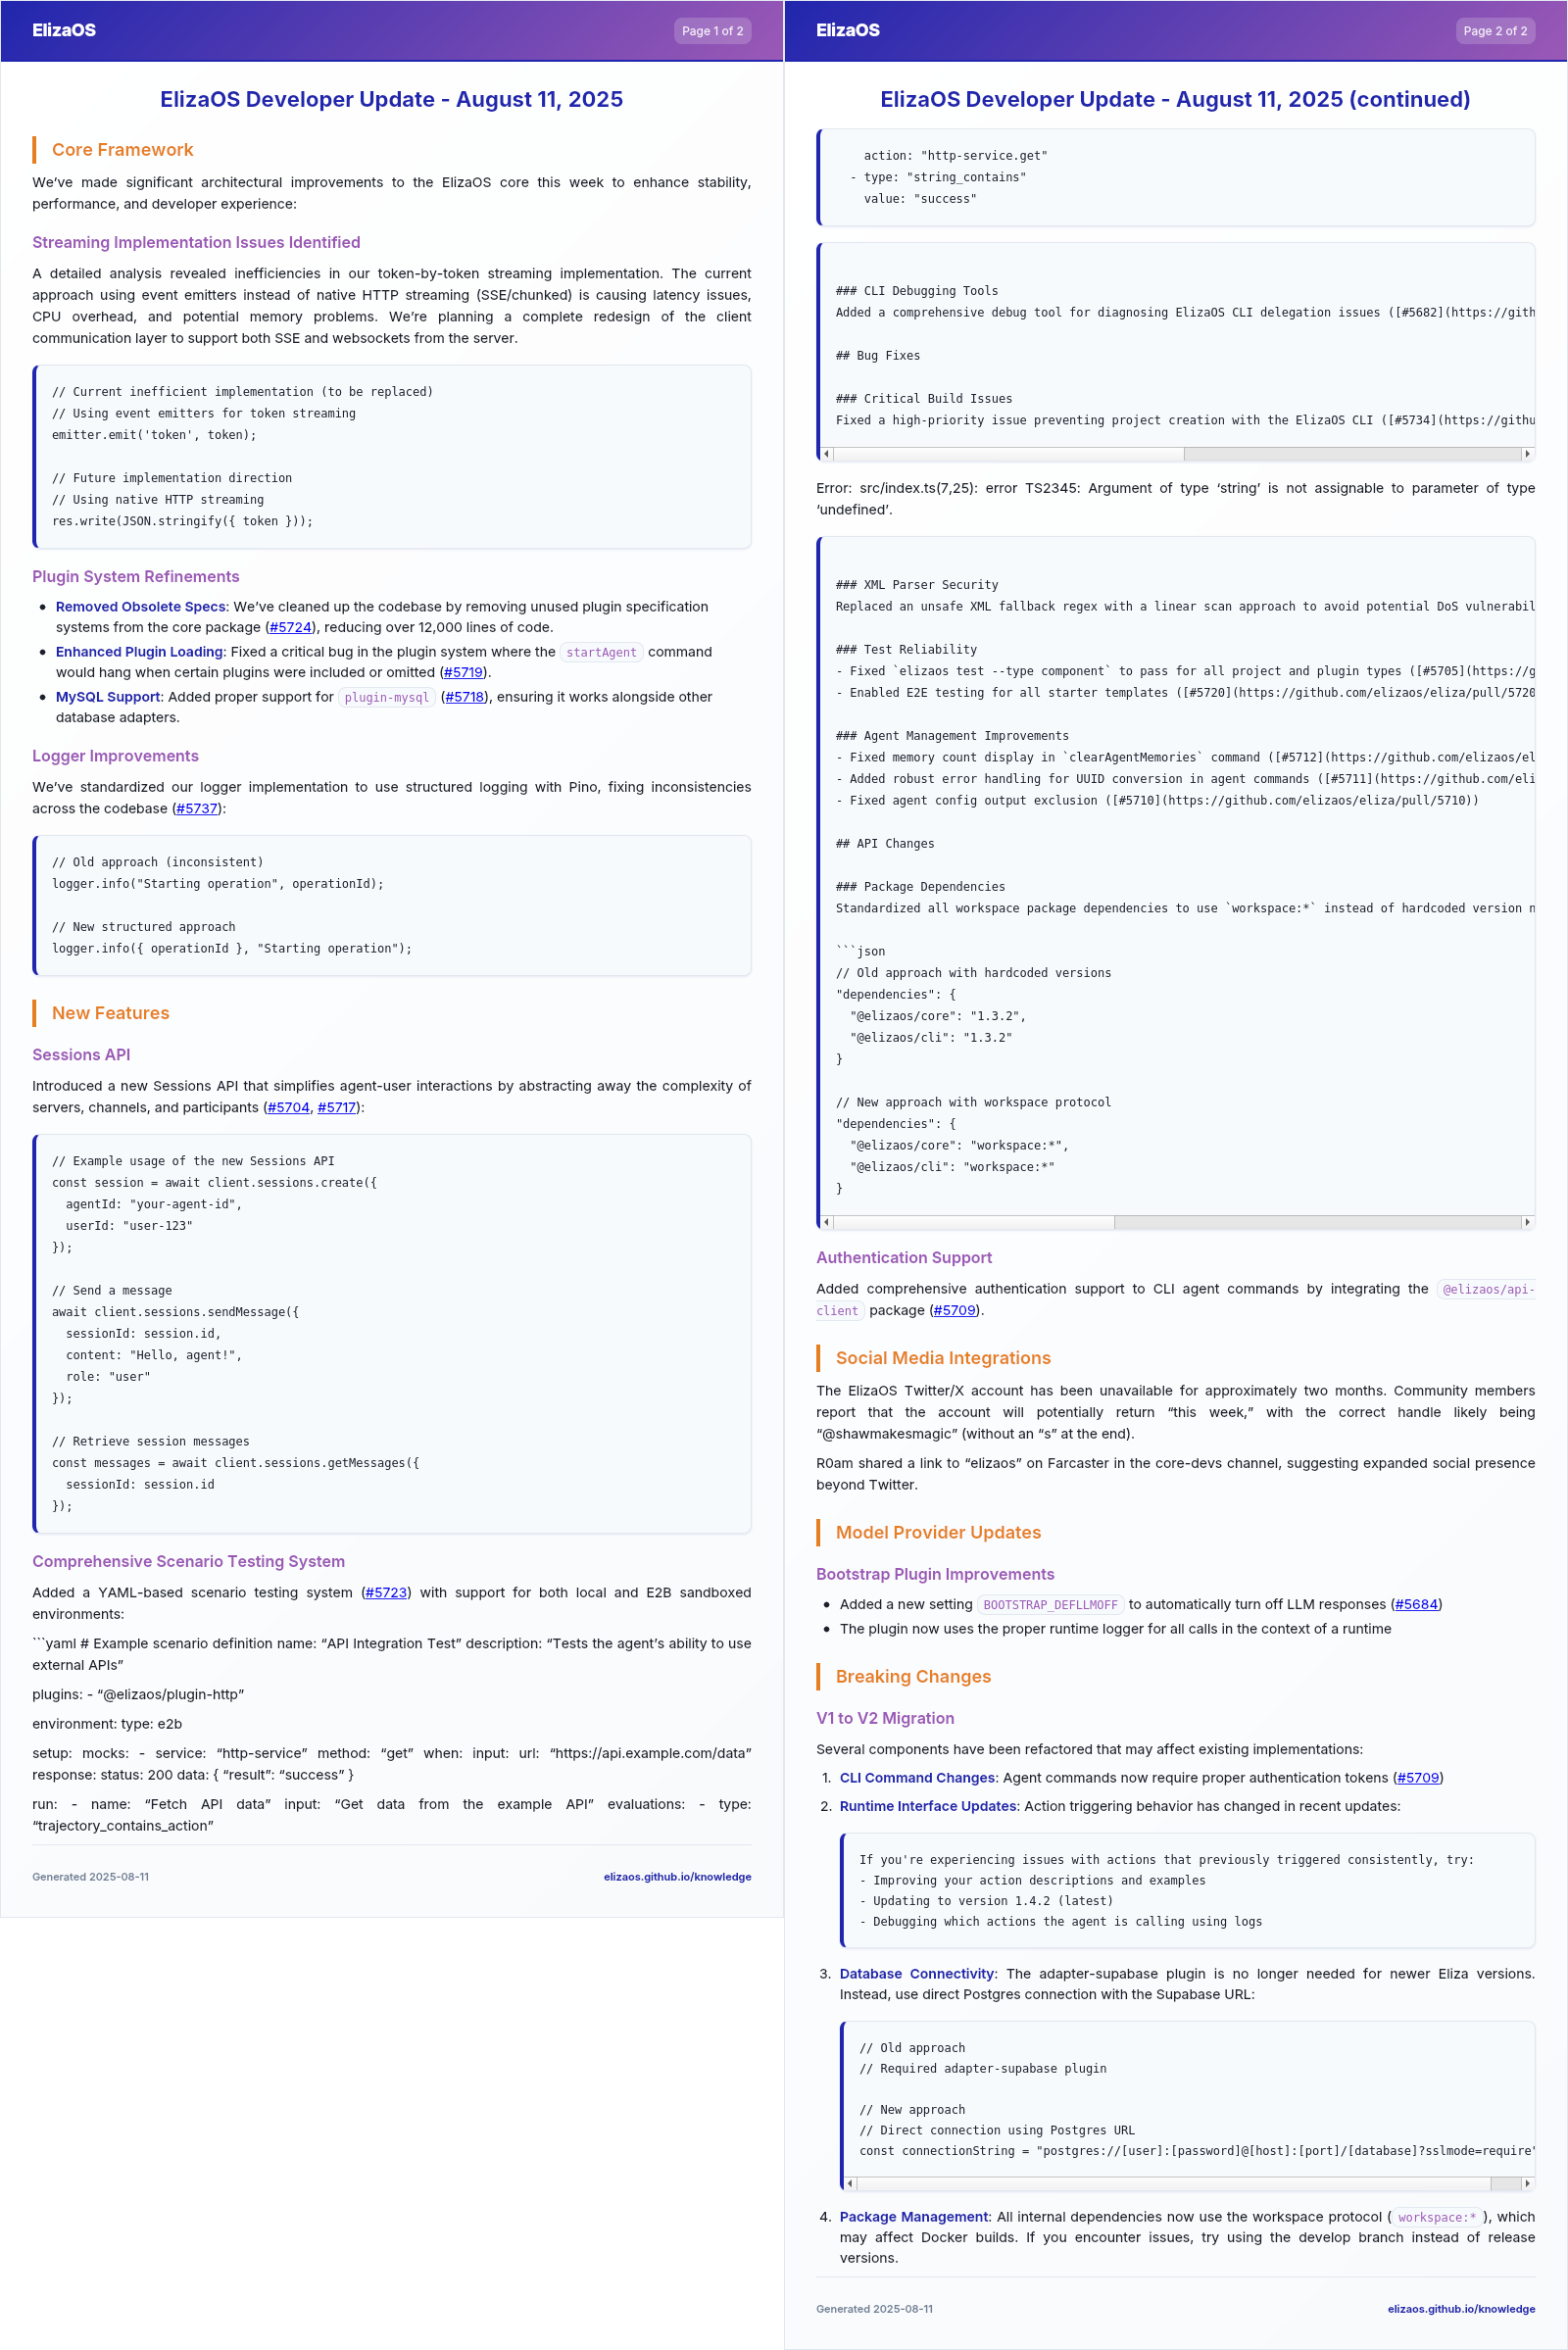 ElizaOS
Page 1 of 2
ElizaOS Developer Update - August 11, 2025
Core Framework
We’ve made significant architectural improvements to the ElizaOS core this week to enhance stability,
performance, and developer experience:
Streaming Implementation Issues Identified
A detailed analysis revealed inefficiencies in our token-by-token streaming implementation. The current
approach using event emitters instead of native HTTP streaming (SSE/chunked) is causing latency issues,
CPU overhead, and potential memory problems. We’re planning a complete redesign of the client
communication layer to support both SSE and websockets from the server.
// Current inefficient implementation (to be replaced)
// Using event emitters for token streaming
emitter.emit('token', token);
// Future implementation direction
// Using native HTTP streaming
res.write(JSON.stringify({ token }));
Plugin System Refinements
• Removed Obsolete Specs: We’ve cleaned up the codebase by removing unused plugin specification
systems from the core package (#5724), reducing over 12,000 lines of code.
• Enhanced Plugin Loading: Fixed a critical bug in the plugin system where the startAgent command
would hang when certain plugins were included or omitted (#5719).
• MySQL Support: Added proper support for plugin-mysql (#5718), ensuring it works alongside other
database adapters.
Logger Improvements
We’ve standardized our logger implementation to use structured logging with Pino, fixing inconsistencies
across the codebase (#5737):
// Old approach (inconsistent)
logger.info("Starting operation", operationId);
// New structured approach
logger.info({ operationId }, "Starting operation");
New Features
Sessions API
Introduced a new Sessions API that simplifies agent-user interactions by abstracting away the complexity of
servers, channels, and participants (#5704, #5717):
// Example usage of the new Sessions API
const session = await client.sessions.create({
  agentId: "your-agent-id",
  userId: "user-123"
});
// Send a message
await client.sessions.sendMessage({
  sessionId: session.id,
  content: "Hello, agent!",
  role: "user"
});
// Retrieve session messages
const messages = await client.sessions.getMessages({
  sessionId: session.id
});
Comprehensive Scenario Testing System
Added a YAML-based scenario testing system (#5723) with support for both local and E2B sandboxed
environments:
```yaml # Example scenario definition name: “API Integration Test” description: “Tests the agent’s ability to use
external APIs”
plugins: - “@elizaos/plugin-http”
environment: type: e2b
setup: mocks: - service: “http-service” method: “get” when: input: url: “https://api.example.com/data”
response: status: 200 data: { “result”: “success” }
run: - name: “Fetch API data” input: “Get data from the example API” evaluations: - type:
“trajectory_contains_action”
Generated 2025-08-11
elizaos.github.io/knowledge
ElizaOS
Page 2 of 2
ElizaOS Developer Update - August 11, 2025 (continued)
    action: "http-service.get"
  - type: "string_contains"
    value: "success"
### CLI Debugging Tools
Added a comprehensive debug tool for diagnosing ElizaOS CLI delegation issues ([#5682](https://gith
## Bug Fixes
### Critical Build Issues
Fixed a high-priority issue preventing project creation with the ElizaOS CLI ([#5734](https://githu
Error: src/index.ts(7,25): error TS2345: Argument of type ‘string’ is not assignable to parameter of type
‘undefined’.
### XML Parser Security
Replaced an unsafe XML fallback regex with a linear scan approach to avoid potential DoS vulnerabil
### Test Reliability
- Fixed `elizaos test --type component` to pass for all project and plugin types ([#5705](https://g
- Enabled E2E testing for all starter templates ([#5720](https://github.com/elizaos/eliza/pull/5720
### Agent Management Improvements
- Fixed memory count display in `clearAgentMemories` command ([#5712](https://github.com/elizaos/el
- Added robust error handling for UUID conversion in agent commands ([#5711](https://github.com/eli
- Fixed agent config output exclusion ([#5710](https://github.com/elizaos/eliza/pull/5710))
## API Changes
### Package Dependencies
Standardized all workspace package dependencies to use `workspace:*` instead of hardcoded version n
```json
// Old approach with hardcoded versions
"dependencies": {
  "@elizaos/core": "1.3.2",
  "@elizaos/cli": "1.3.2"
}
// New approach with workspace protocol
"dependencies": {
  "@elizaos/core": "workspace:*",
  "@elizaos/cli": "workspace:*"
}
Authentication Support
Added comprehensive authentication support to CLI agent commands by integrating the @elizaos/api-
client package (#5709).
Social Media Integrations
The ElizaOS Twitter/X account has been unavailable for approximately two months. Community members
report that the account will potentially return “this week,” with the correct handle likely being
“@shawmakesmagic” (without an “s” at the end).
R0am shared a link to “elizaos” on Farcaster in the core-devs channel, suggesting expanded social presence
beyond Twitter.
Model Provider Updates
Bootstrap Plugin Improvements
• Added a new setting BOOTSTRAP_DEFLLMOFF to automatically turn off LLM responses (#5684)
• The plugin now uses the proper runtime logger for all calls in the context of a runtime
Breaking Changes
V1 to V2 Migration
Several components have been refactored that may affect existing implementations:
1. CLI Command Changes: Agent commands now require proper authentication tokens (#5709)
2. Runtime Interface Updates: Action triggering behavior has changed in recent updates:
If you're experiencing issues with actions that previously triggered consistently, try:
- Improving your action descriptions and examples
- Updating to version 1.4.2 (latest)
- Debugging which actions the agent is calling using logs
3. Database Connectivity: The adapter-supabase plugin is no longer needed for newer Eliza versions.
Instead, use direct Postgres connection with the Supabase URL:
// Old approach
// Required adapter-supabase plugin
// New approach
// Direct connection using Postgres URL
const connectionString = "postgres://[user]:[password]@[host]:[port]/[database]?sslmode=require"
4. Package Management: All internal dependencies now use the workspace protocol (workspace:*), which
may affect Docker builds. If you encounter issues, try using the develop branch instead of release
versions.
Generated 2025-08-11
elizaos.github.io/knowledge